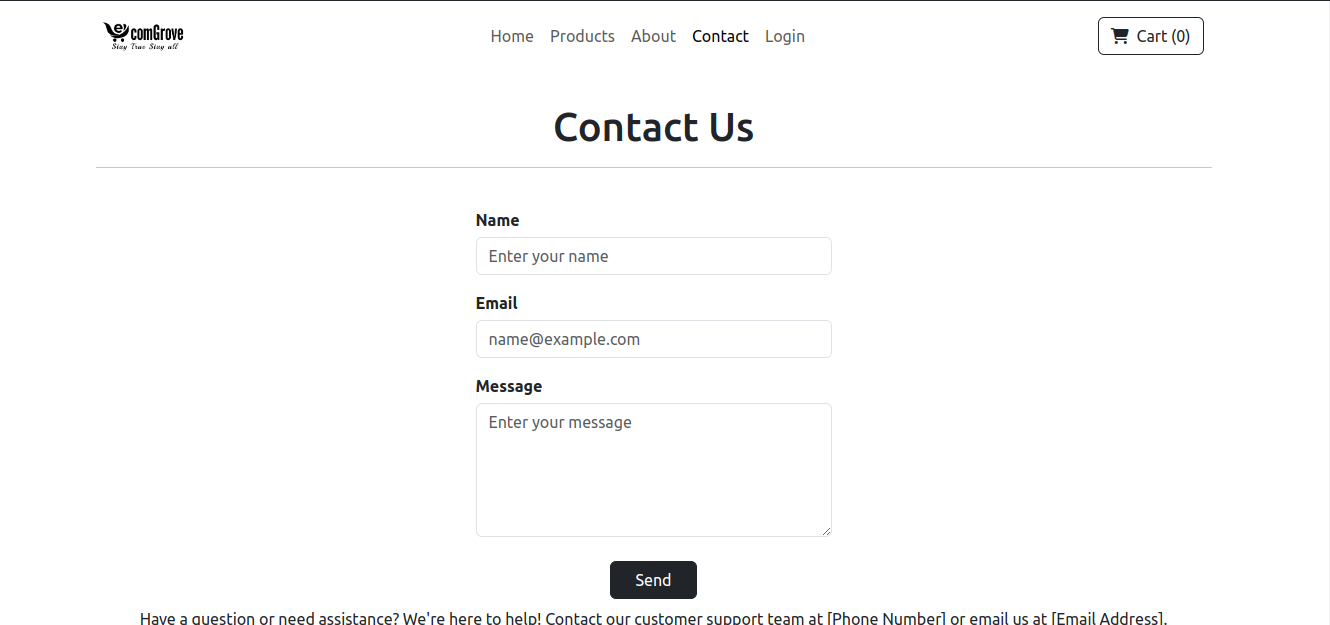 ecomGrove
Stay True Stay all
Home Products About Contact Login
Cart (0)
Contact Us
Name
Enter your name
Email
name@example.com
Message
Enter your message
Send
Have a question or need assistance? We're here to help! Contact our customer support team at [Phone Number] or email us at [Email Address].